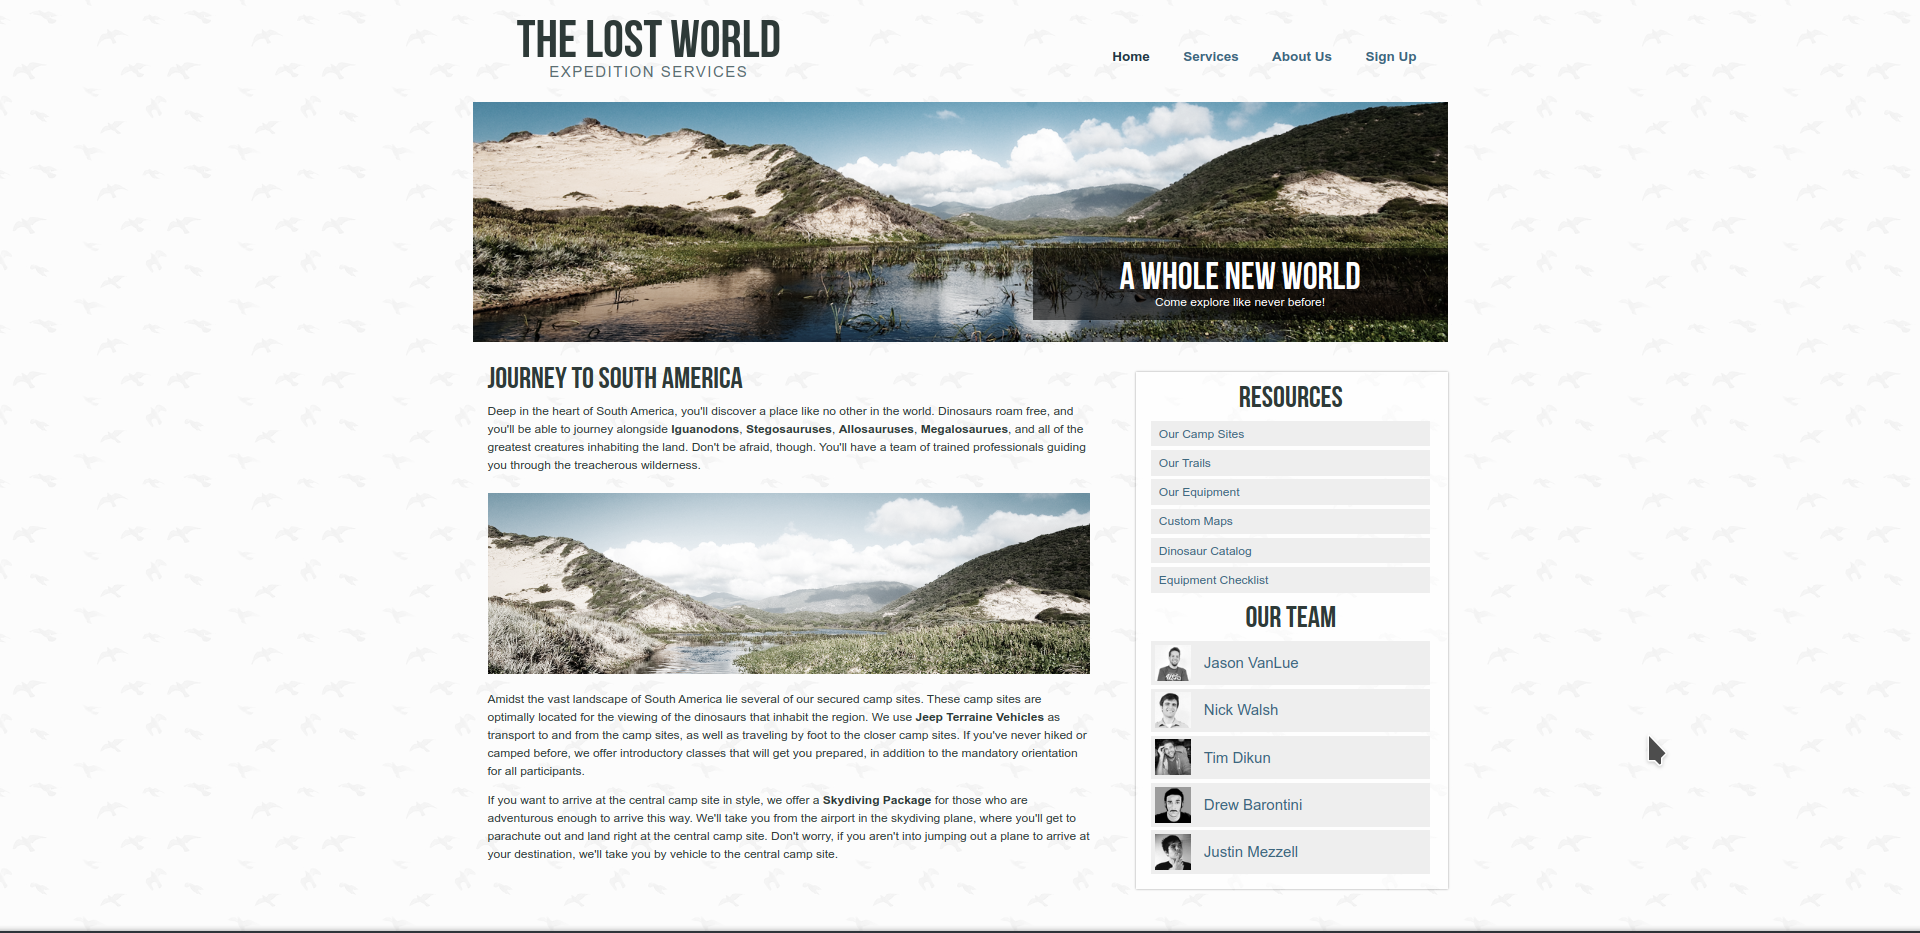 THE LOST WORLD
EXPEDITION SERVICES
Home Services About Us Sign Up
A WHOLE NEW WORLD
Come explore like never before!
JOURNEY TO SOUTH AMERICA
Deep in the heart of South America, you'll discover a place like no other in the world. Dinosaurs roam free, and
you'll be able to journey alongside Iguanodons, Stegosauruses, Allosauruses, Megalosaurues, and all of the
greatest creatures inhabiting the land. Don't be afraid, though. You'll have a team of trained professionals guiding
you through the treacherous wilderness.
Amidst the vast landscape of South America lie several of our secured camp sites. These camp sites are
optimally located for the viewing of the dinosaurs that inhabit the region. We use Jeep Terraine Vehicles as
transport to and from the camp sites, as well as traveling by foot to the closer camp sites. If you've never hiked or
camped before, we offer introductory classes that will get you prepared, in addition to the mandatory orientation
for all participants.
If you want to arrive at the central camp site in style, we offer a Skydiving Package for those who are
adventurous enough to arrive this way. We'll take you from the airport in the skydiving plane, where you'll get to
parachute out and land right at the central camp site. Don't worry, if you aren't into jumping out a plane to arrive at
your destination, we'll take you by vehicle to the central camp site.
RESOURCES
Our Camp Sites
Our Trails
Our Equipment
Custom Maps
Dinosaur Catalog
Equipment Checklist
OUR TEAM
Jason VanLue
Nick Walsh
Tim Dikun
Drew Barontini
Justin Mezzell